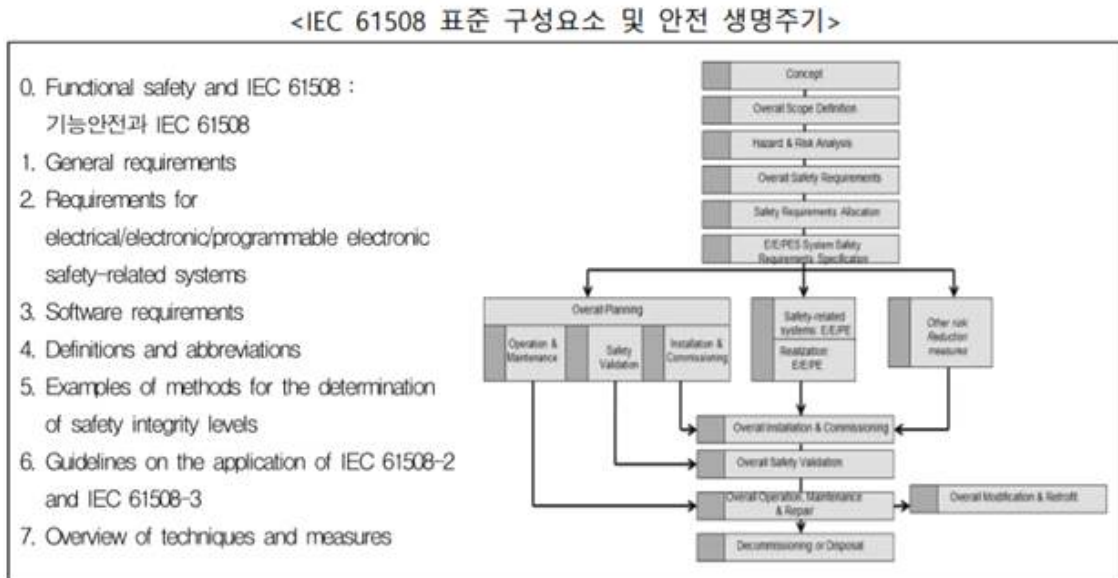 <IEC 61508 표준 구성요소 및 안전 생명주기>
0. Functional safety and IEC 61508 :
기능안전과 IEC 61508
1. General requirements
2. Requirements for
electrical/electronic/programmable electronic
safety-related systems
3. Software requirements
4. Definitions and abbreviations
5. Examples of methods for the determination
of safety integrity levels
6. Guidelines on the application of IEC 61508-2
and IEC 61508-3
7. Overview of techniques and measures
Concept
Overall Scope Definition
Hazard & Risk Analysis
Overall Safety Requirements
Safety Requirements Allocation
E/E/PES System Safety
Requirements Specification
Overall Planning
Operation &
Maintenance
Safety
Validation
Installation &
Commissioning
Safety-related
systems: E/E/PE
Realization:
E/E/PE
Other risk
Reduction
measures
Overall Installation & Commissioning
Overall Safety Validation
Overall Operation, Maintenance
& Repair
Overall Modification & Retrofit
Decommissioning or Disposal